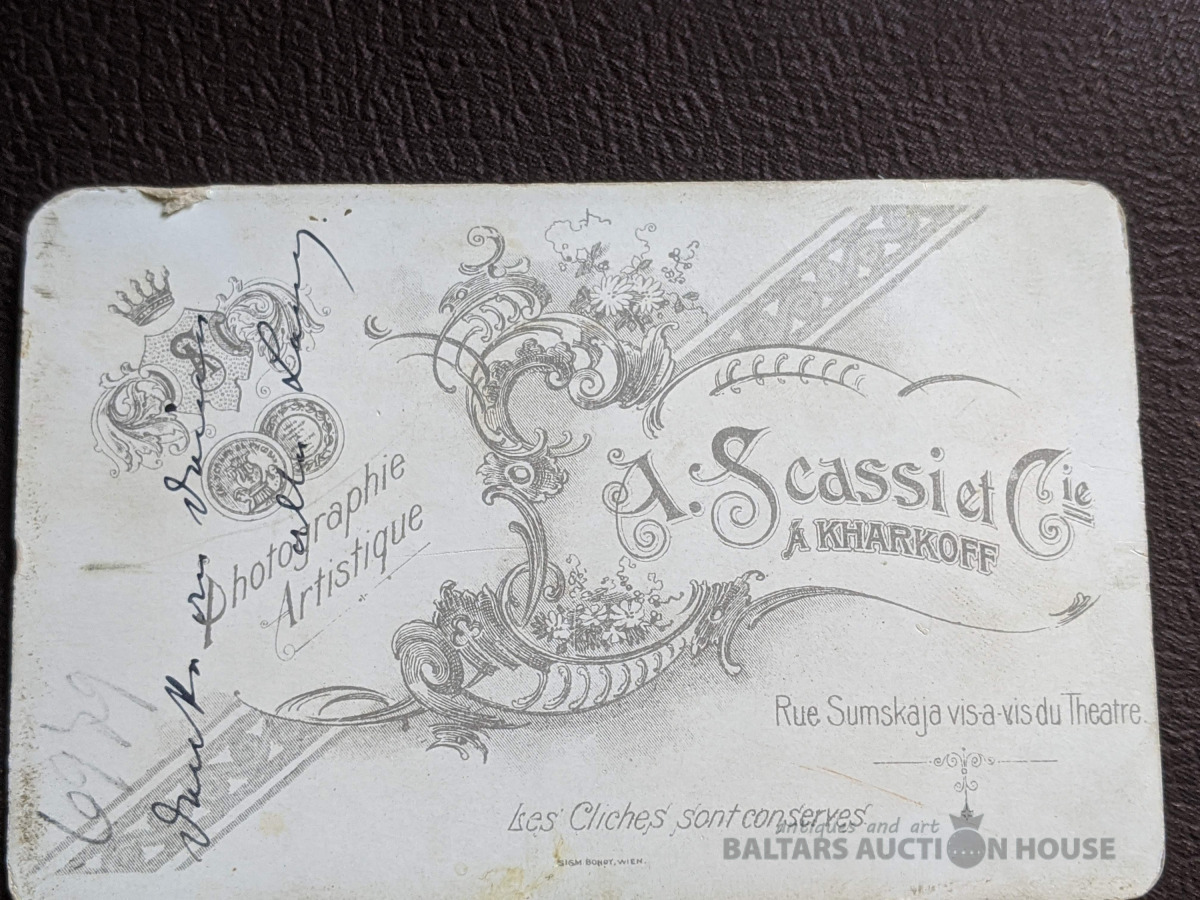 Photographie
Artistique
A. Scassi et Cie
À KHARKOFF
Rue Sumskaja vis-a-vis du Theatre.
Les Cliches sont conserves
SIGM BONDT, WIEN.
antiques and art
BALTARS AUCTION HOUSE